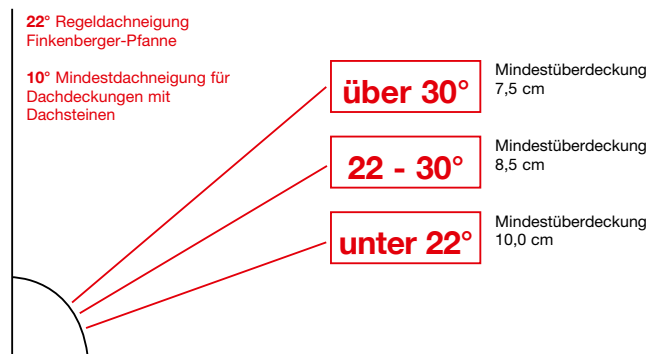 22° Regeldachneigung
Finkenberger-Pfanne
10° Mindestdachneigung für
Dachdeckungen mit
Dachsteinen
über 30°
Mindestüberdeckung
7,5 cm
22 - 30°
Mindestüberdeckung
8,5 cm
unter 22°
Mindestüberdeckung
10,0 cm